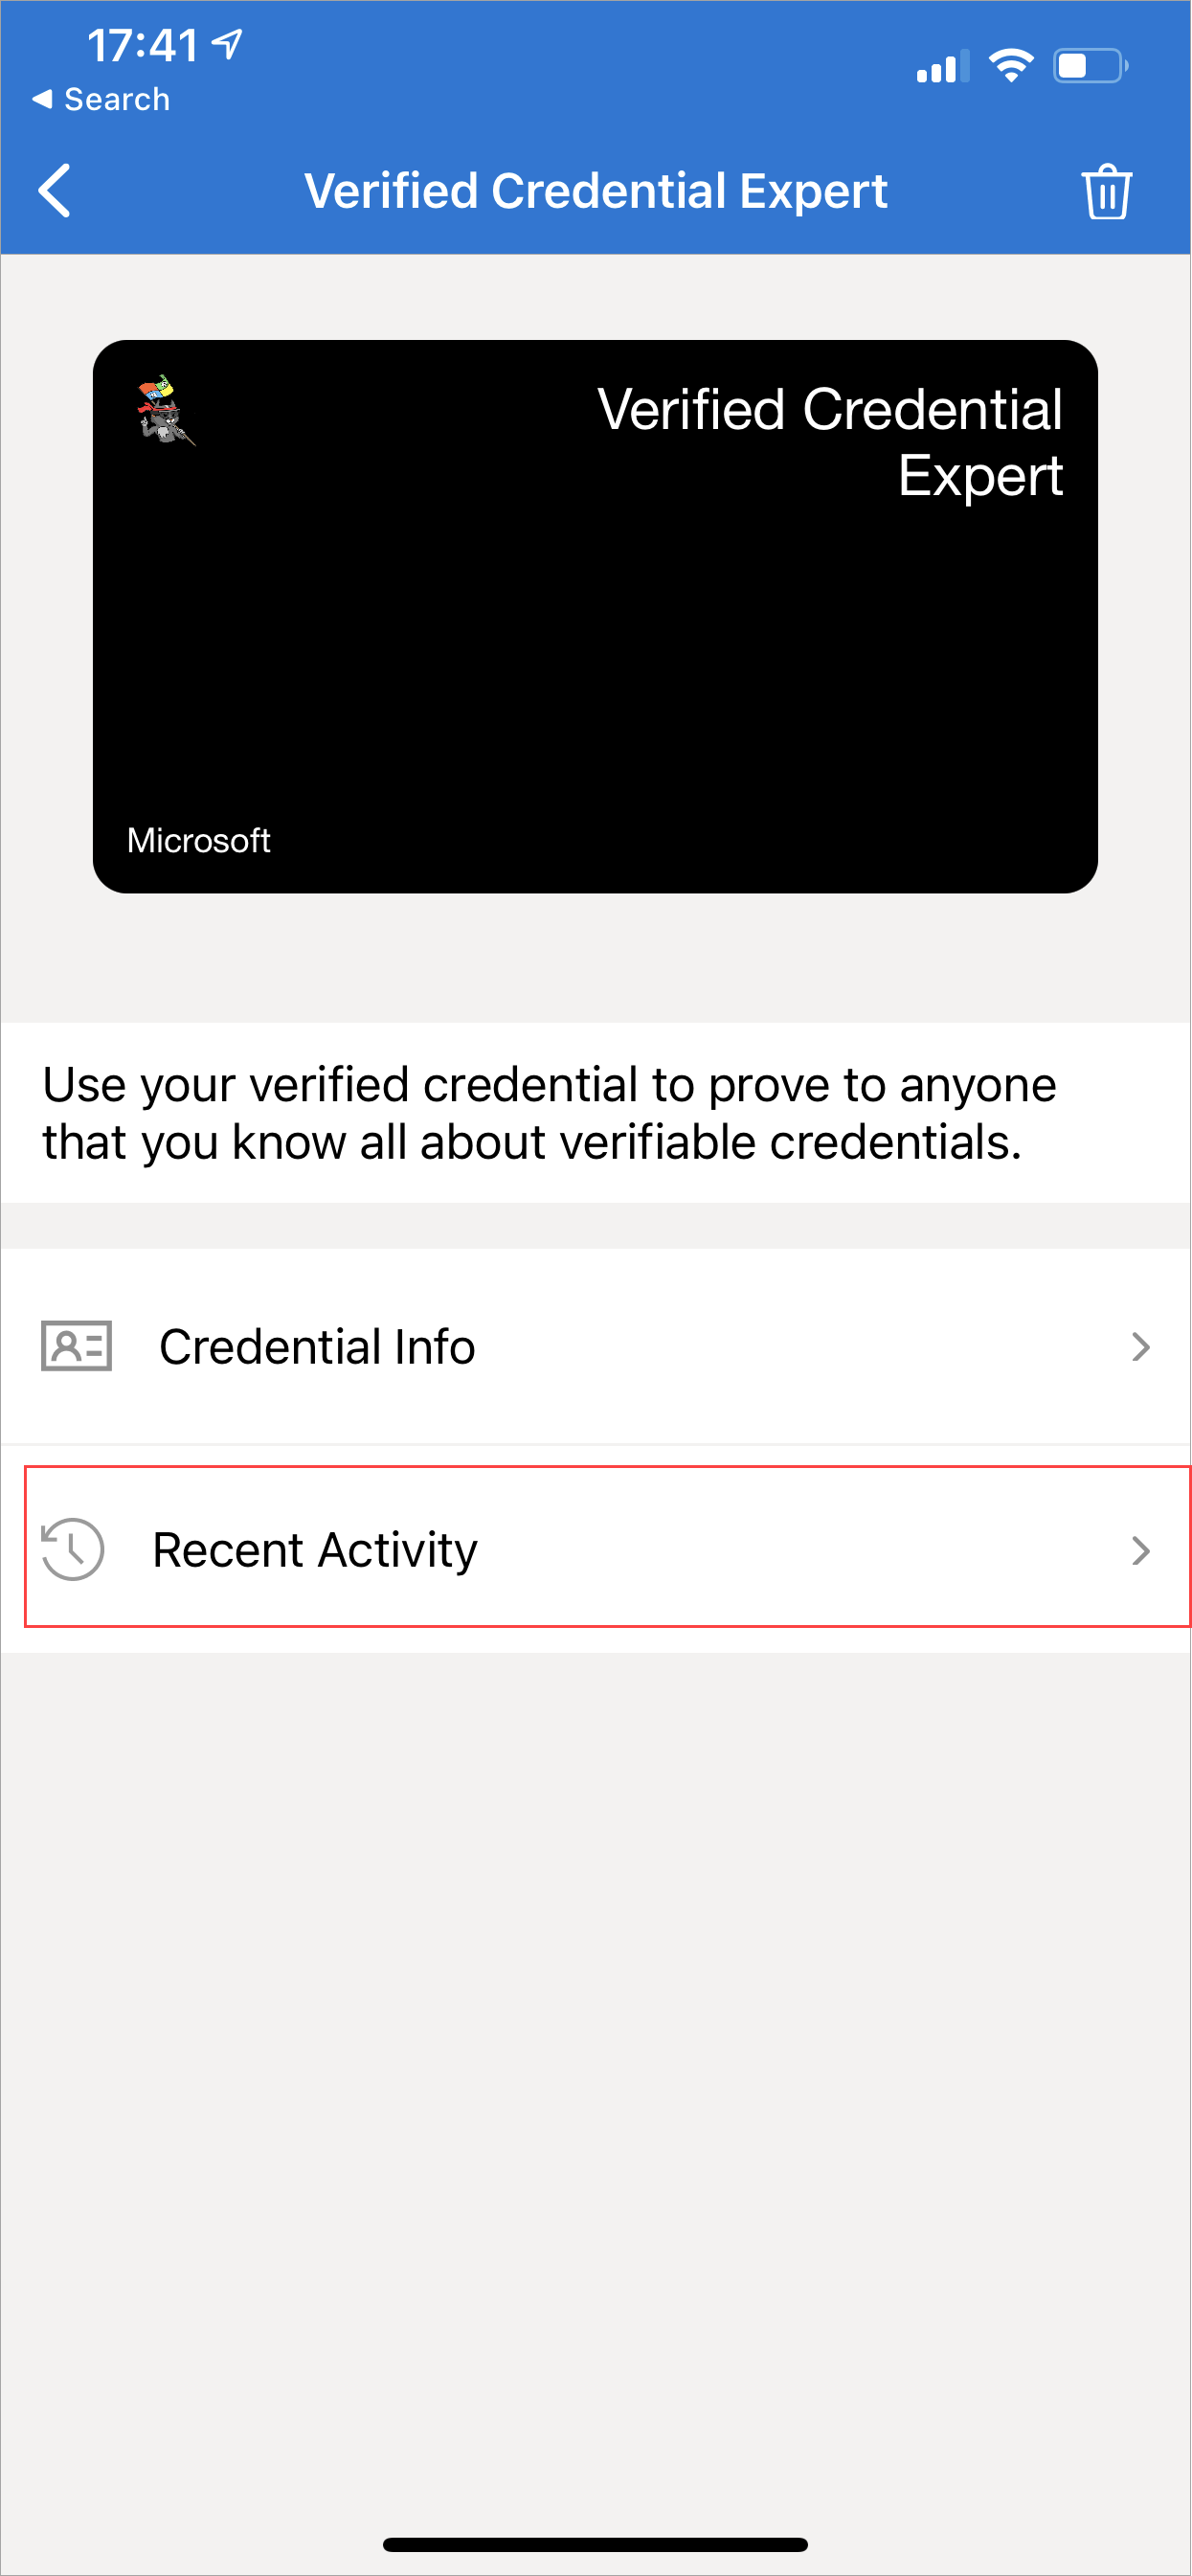 17:41
Search
Verified Credential Expert
Verified Credential
Expert
Microsoft
Use your verified credential to prove to anyone
that you know all about verifiable credentials.
Credential Info
Recent Activity